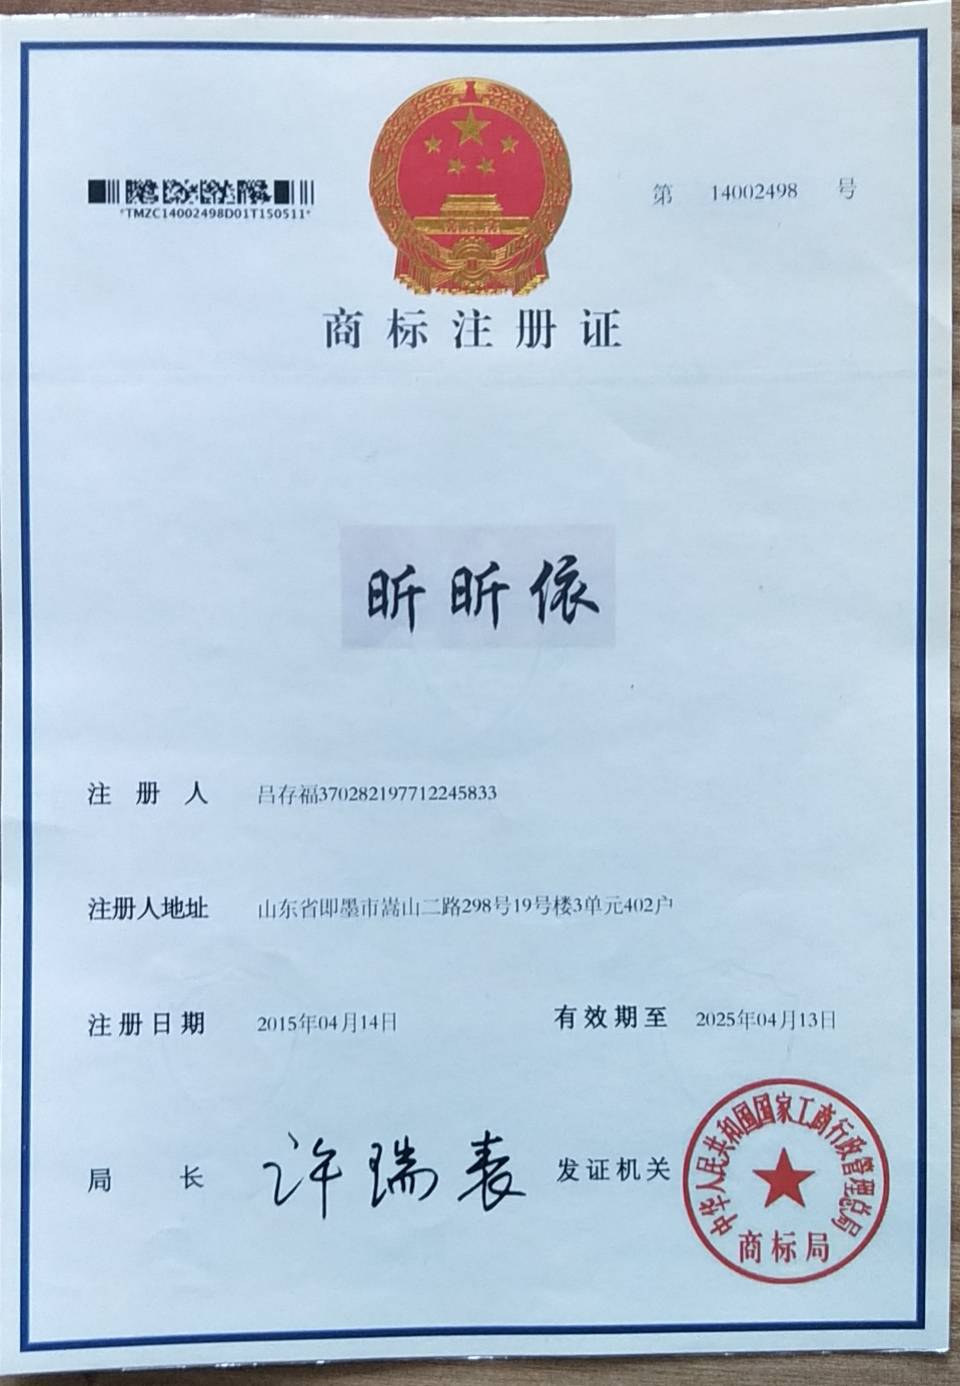 第 14002498 号
*TMZC14002498D01T150511*
商标注册证
昕昕依
注册人 吕存福370282197712245833
注册人地址 山东省即墨市嵩山二路298号19号楼3单元402户
注册日期 2015年04月14日 有效期至 2025年04月13日
局长 许瑞表 发证机关
中华人民共和国国家工商行政管理总局
商标局